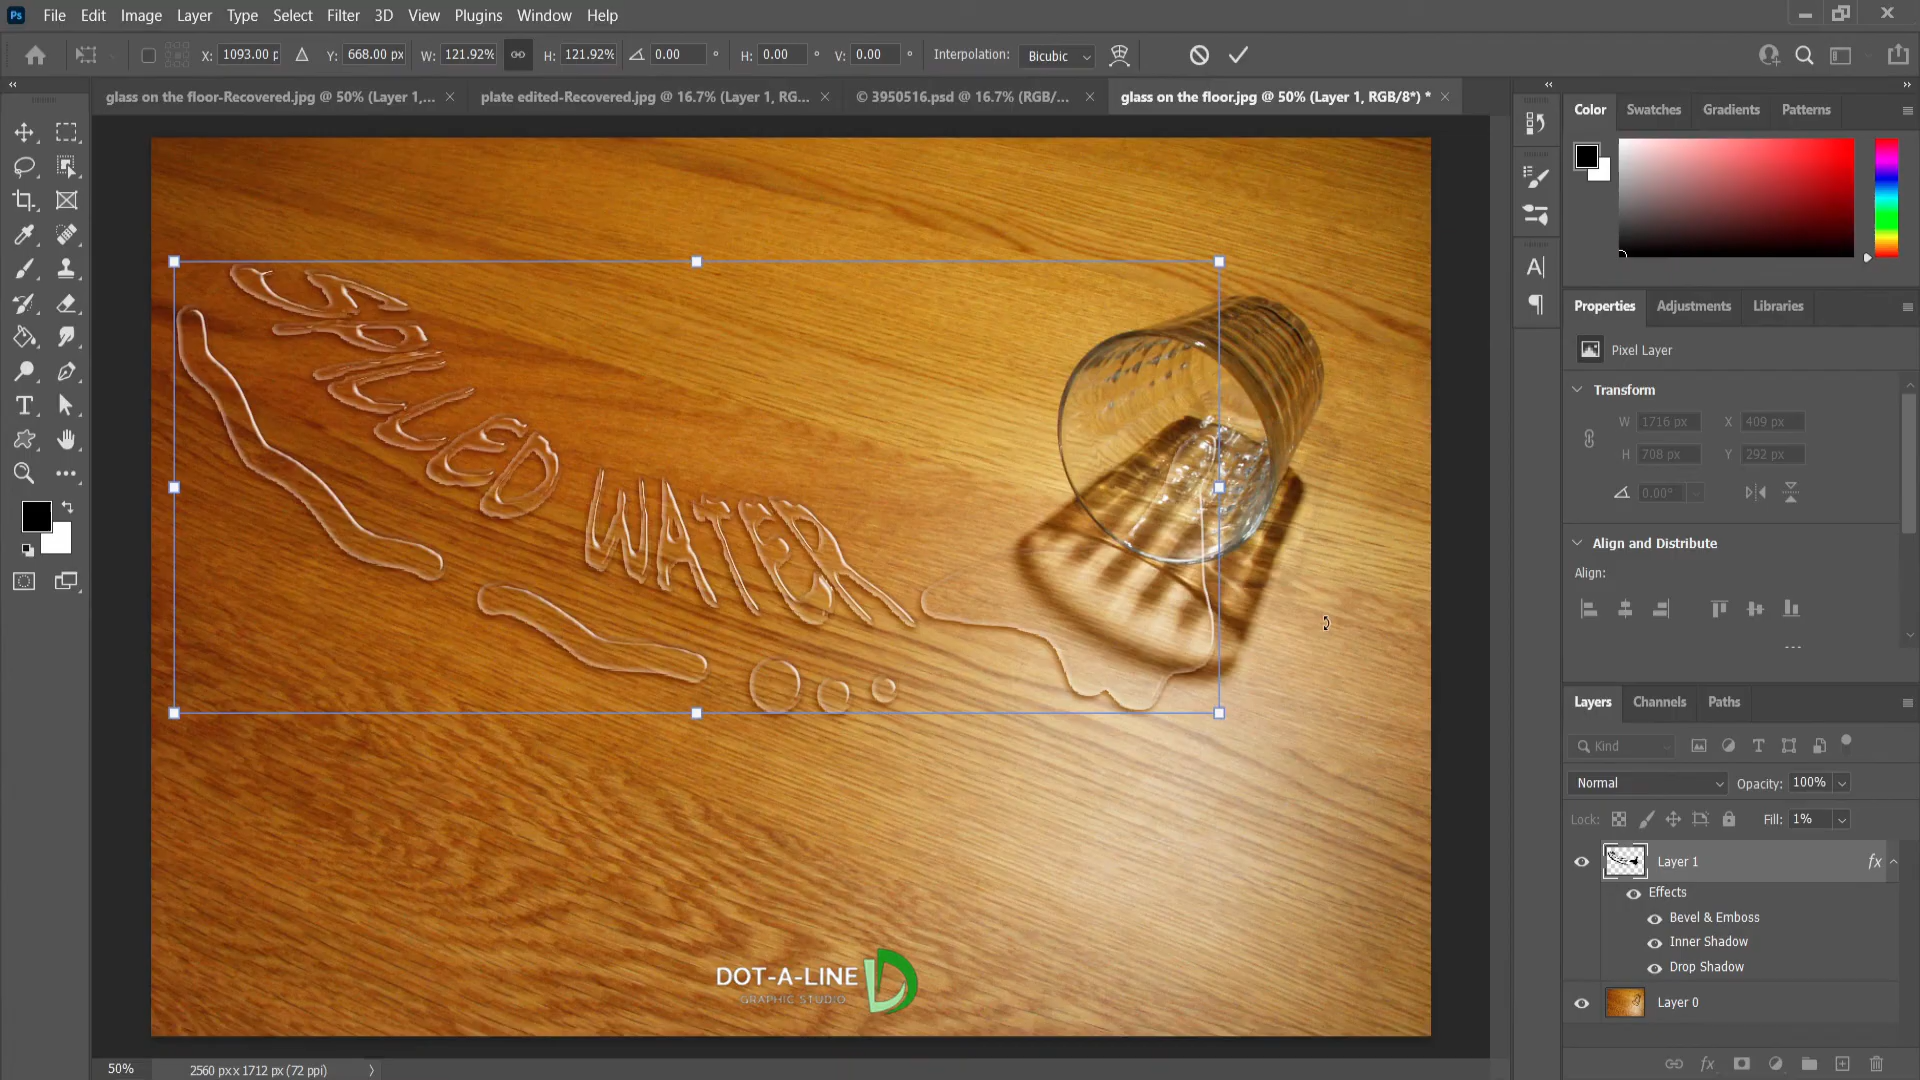 Ps File Edit Image Layer Type Select Filter 3D View Plugins Window Help
X: 1093.00 p Y: 668.00 px W: 121.92% H: 121.92% 0.00 ° H: 0.00 ° V: 0.00 ° Interpolation: Bicubic
glass on the floor-Recovered.jpg @ 50% (Layer 1,... plate edited-Recovered.jpg @ 16.7% (Layer 1, RG... © 3950516.psd @ 16.7% (RGB/... glass on the floor.jpg @ 50% (Layer 1, RGB/8*) *
Color Swatches Gradients Patterns
Properties Adjustments Libraries
Pixel Layer
Transform
W 1716 px X 409 px
H 708 px Y 292 px
0.00°
Align and Distribute
Align:
SPILLED WATER
Layers Channels Paths
Kind
Normal Opacity: 100%
Lock: Fill: 1%
Layer 1 fx
Effects
Bevel & Emboss
Inner Shadow
Drop Shadow
Layer 0
DOT-A-LINE
GRAPHIC STUDIO
50% 2560 px x 1712 px (72 ppi)
fx